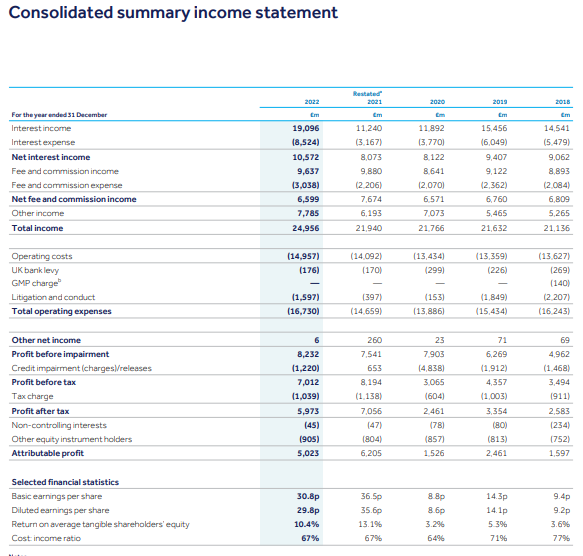 Consolidated summary income statement
Restatedᵃ
2022 2021 2020 2019 2018
For the year ended 31 December £m £m £m £m £m
Interest income 19,096 11,240 11,892 15,456 14,541
Interest expense (8,524) (3,167) (3,770) (6,049) (5,479)
Net interest income 10,572 8,073 8,122 9,407 9,062
Fee and commission income 9,637 9,880 8,641 9,122 8,893
Fee and commission expense (3,038) (2,206) (2,070) (2,362) (2,084)
Net fee and commission income 6,599 7,674 6,571 6,760 6,809
Other income 7,785 6,193 7,073 5,465 5,265
Total income 24,956 21,940 21,766 21,632 21,136
Operating costs (14,957) (14,092) (13,434) (13,359) (13,627)
UK bank levy (176) (170) (299) (226) (269)
GMP chargeᵇ — — — — (140)
Litigation and conduct (1,597) (397) (153) (1,849) (2,207)
Total operating expenses (16,730) (14,659) (13,886) (15,434) (16,243)
Other net income 6 260 23 71 69
Profit before impairment 8,232 7,541 7,903 6,269 4,962
Credit impairment (charges)/releases (1,220) 653 (4,838) (1,912) (1,468)
Profit before tax 7,012 8,194 3,065 4,357 3,494
Tax charge (1,039) (1,138) (604) (1,003) (911)
Profit after tax 5,973 7,056 2,461 3,354 2,583
Non-controlling interests (45) (47) (78) (80) (234)
Other equity instrument holders (905) (804) (857) (813) (752)
Attributable profit 5,023 6,205 1,526 2,461 1,597
Selected financial statistics
Basic earnings per share 30.8p 36.5p 8.8p 14.3p 9.4p
Diluted earnings per share 29.8p 35.6p 8.6p 14.1p 9.2p
Return on average tangible shareholders' equity 10.4% 13.1% 3.2% 5.3% 3.6%
Cost: income ratio 67% 67% 64% 71% 77%